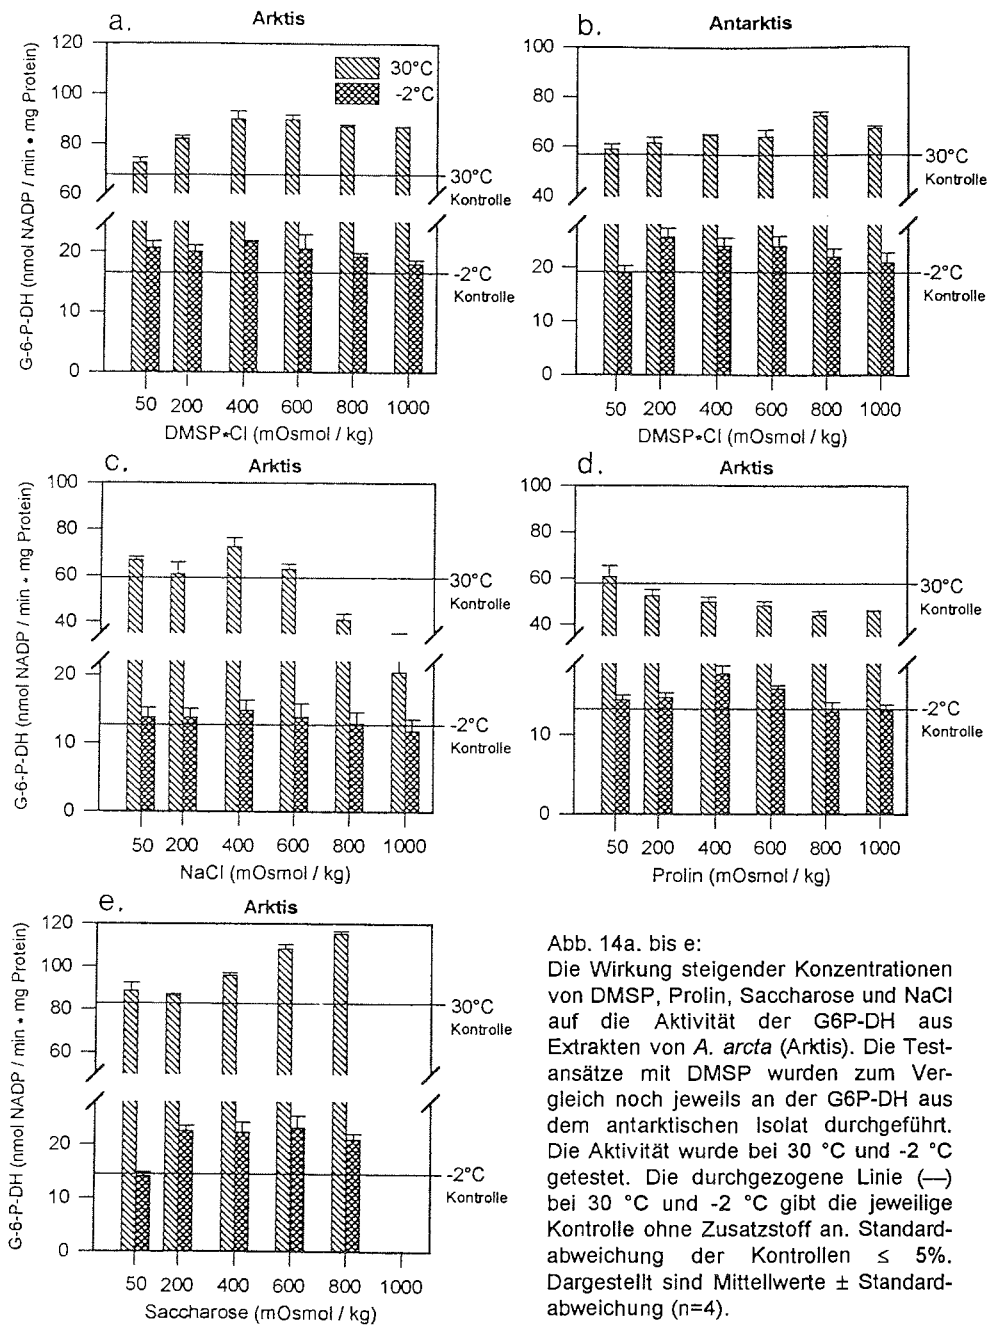 a.
Arktis
G-6-P-DH (nmol NADP / min • mg Protein)
120
100
80
60
20
10
0
30°C
-2°C
30°C
Kontrolle
-2°C
Kontrolle
50 200 400 600 800 1000
DMSP•Cl (mOsmol / kg)
b.
Antarktis
100
80
60
40
20
10
0
30°C
Kontrolle
-2°C
Kontrolle
50 200 400 600 800 1000
DMSP•Cl (mOsmol / kg)
c.
Arktis
G-6-P-DH (nmol NADP / min • mg Protein)
100
80
60
40
20
10
0
30°C
Kontrolle
-2°C
Kontrolle
50 200 400 600 800 1000
NaCl (mOsmol / kg)
d.
Arktis
100
80
60
40
10
0
30°C
Kontrolle
-2°C
Kontrolle
50 200 400 600 800 1000
Prolin (mOsmol / kg)
e.
Arktis
G-6-P-DH (nmol NADP / min • mg Protein)
120
100
80
60
20
10
0
30°C
Kontrolle
-2°C
Kontrolle
50 200 400 600 800 1000
Saccharose (mOsmol / kg)
Abb. 14a. bis e:
Die Wirkung steigender Konzentrationen
von DMSP, Prolin, Saccharose und NaCl
auf die Aktivität der G6P-DH aus
Extrakten von A. arcta (Arktis). Die Test-
ansätze mit DMSP wurden zum Ver-
gleich noch jeweils an der G6P-DH aus
dem antarktischen Isolat durchgeführt.
Die Aktivität wurde bei 30 °C und -2 °C
getestet. Die durchgezogene Linie (—)
bei 30 °C und -2 °C gibt die jeweilige
Kontrolle ohne Zusatzstoff an. Standard-
abweichung der Kontrollen ≤ 5%.
Dargestellt sind Mittellwerte ± Standard-
abweichung (n=4).